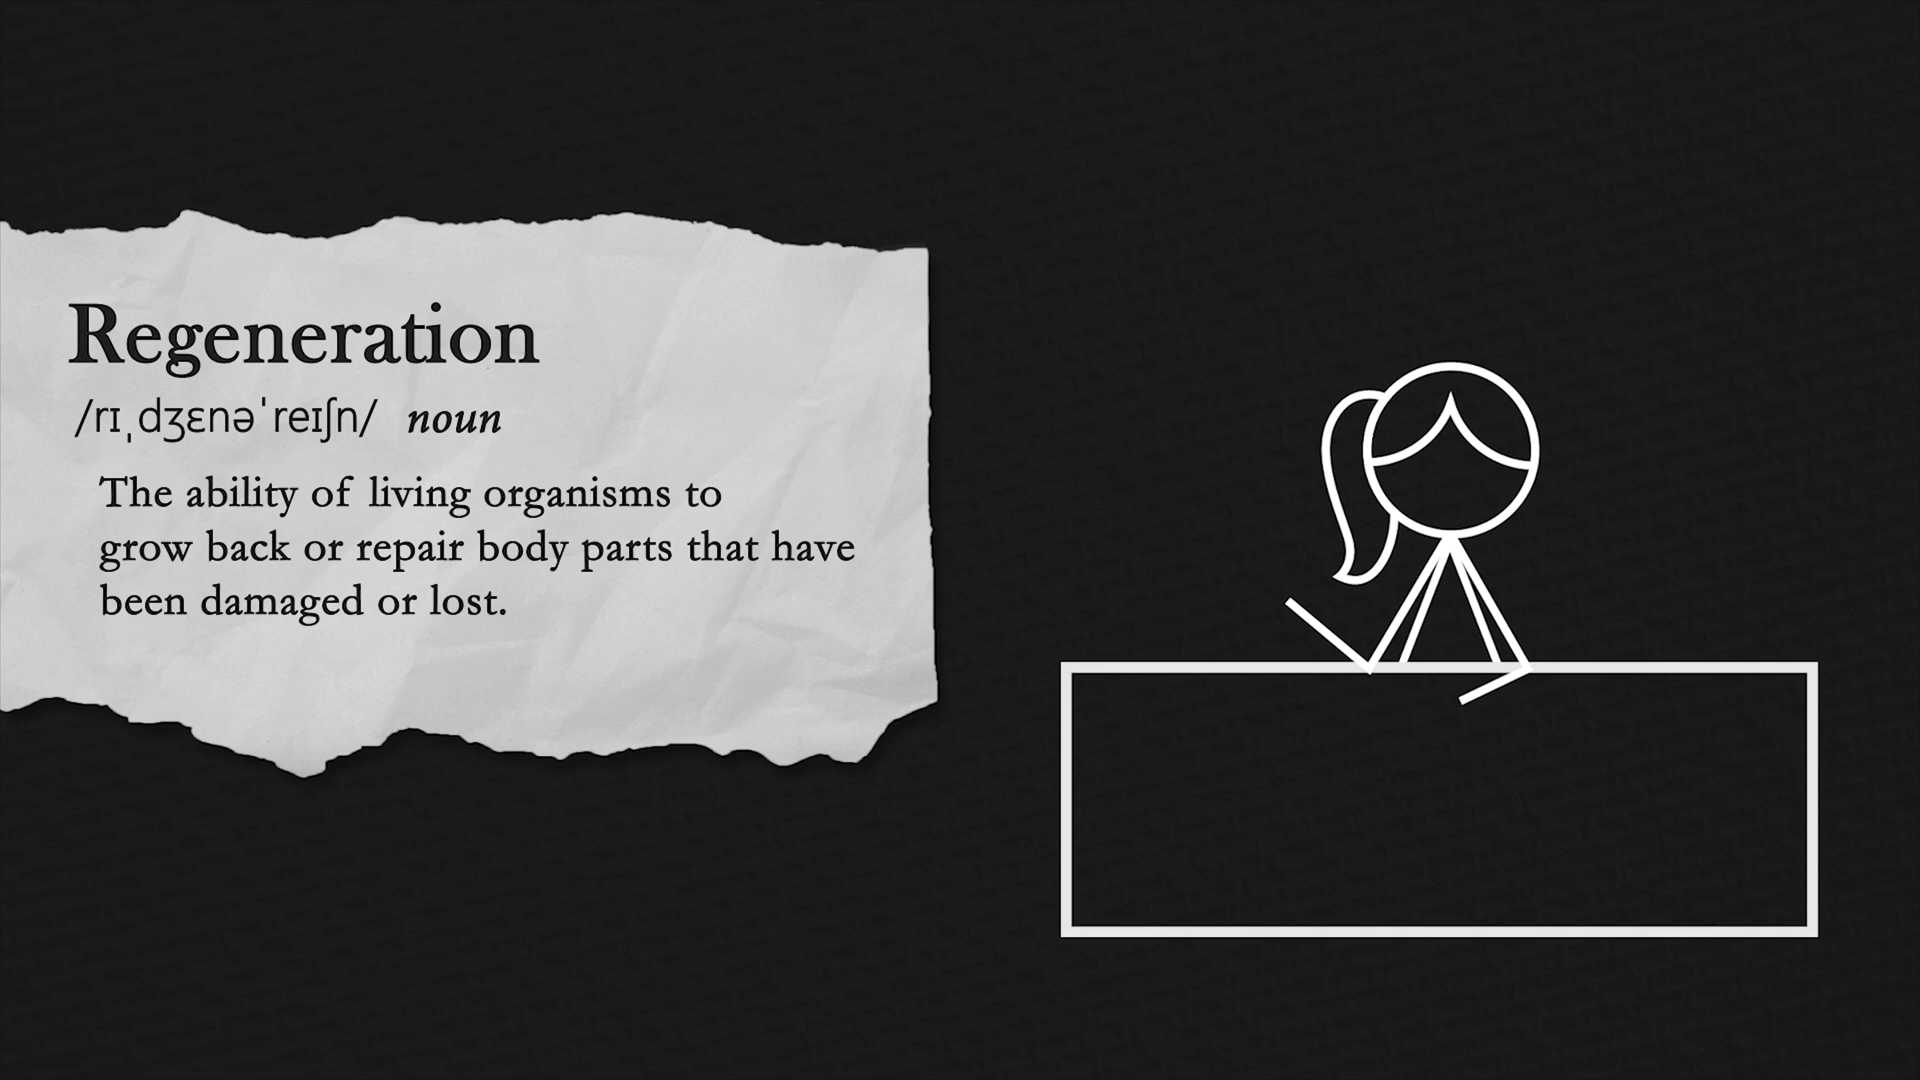 Regeneration
/rɪˌdʒɛnəˈreɪʃn/ noun
The ability of living organisms to
grow back or repair body parts that have
been damaged or lost.